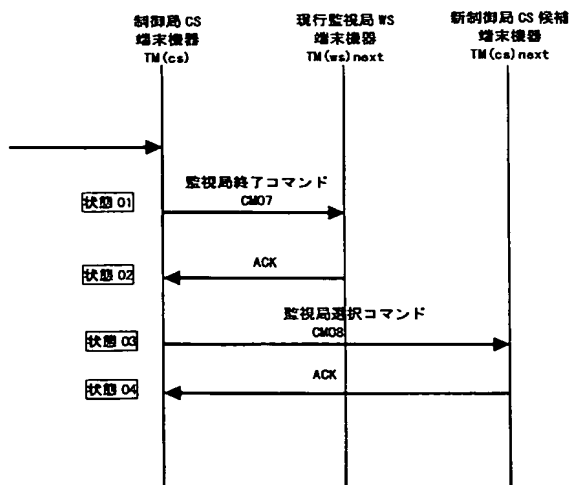 制御局 CS
端末機器
TM(cs)
現行監視局 WS
端末機器
TM(ws)next
新制御局 CS 候補
端末機器
TM(cs)next
監視局終了コマンド
CM07
状態 01
ACK
状態 02
監視局選択コマンド
CM08
状態 03
ACK
状態 04